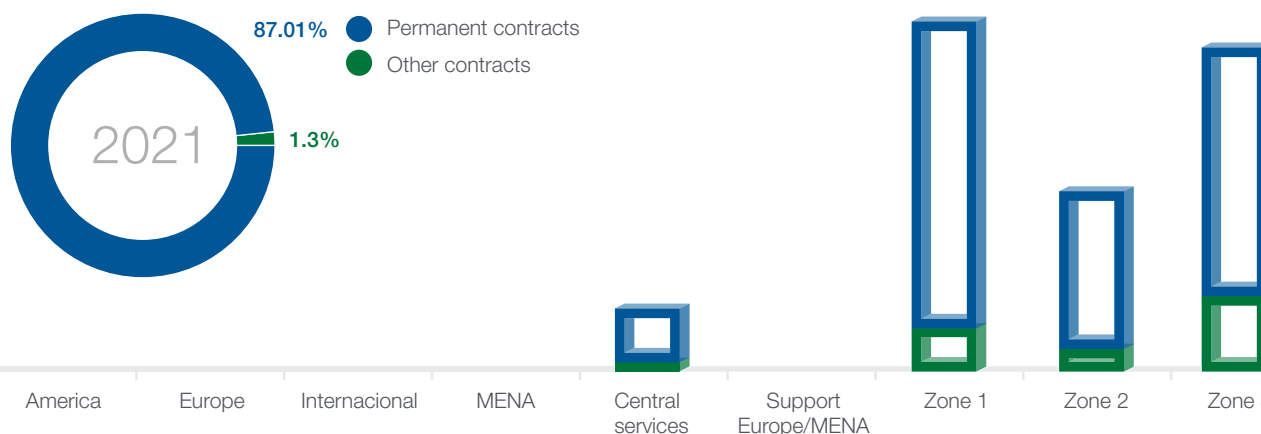 87.01%
Permanent contracts
Other contracts
2021
1.3%
America
Europe
Internacional
MENA
Central
services
Support
Europe/MENA
Zone 1
Zone 2
Zone